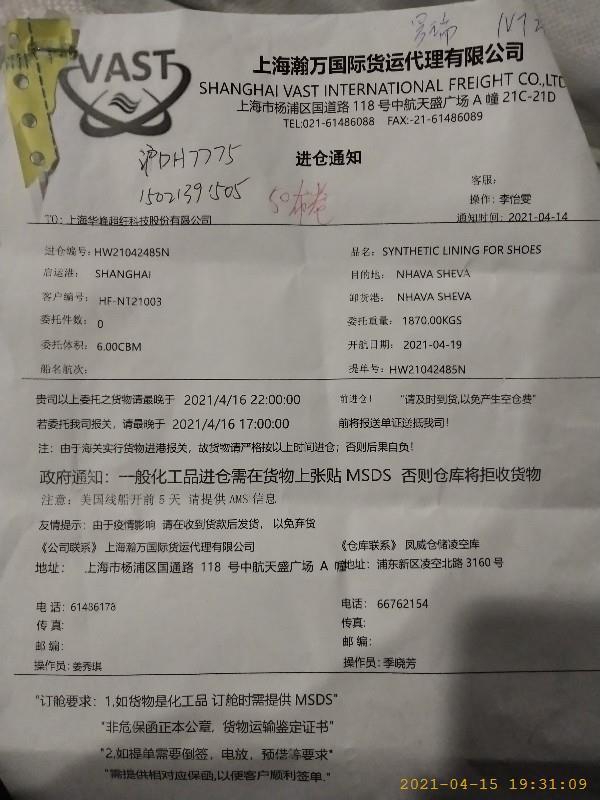 VAST
上海瀚万国际货运代理有限公司
SHANGHAI VAST INTERNATIONAL FREIGHT CO.,LTD
上海市杨浦区国道路 118 号中航天盛广场 A 幢 21C-21D
TEL:021-61486088 FAX:-21-61486089
沪DH7775
进仓通知
15021391505
50布卷
客服:
操作: 李怡雯
TO: 上海华峰超纤科技股份有限公司
通知时间: 2021-04-14
进仓编号: HW21042485N
品名: SYNTHETIC LINING FOR SHOES
启运港: SHANGHAI
目的地: NHAVA SHEVA
客户编号: HF-NT21003
卸货港: NHAVA SHEVA
委托件数: 0
委托重量: 1870.00KGS
委托体积: 6.00CBM
开航日期: 2021-04-19
船名航次:
提单号: HW21042485N
贵司以上委托之货物请最晚于 2021/4/16 22:00:00 前进仓! "请及时到货,以免产生空仓费"
若委托我司报关, 请最晚于 2021/4/16 17:00:00 前将报送单证送抵我司!
注: 由于海关实行货物进港报关, 故货物请严格按以上时间进仓; 否则后果自负!
政府通知: 一般化工品进仓需在货物上张贴 MSDS 否则仓库将拒收货物
注意: 美国线船开前 5 天 请提供 AMS 信息
友情提示: 由于疫情影响 请在收到货款后发货, 以免弃货
《公司联系》上海瀚万国际货运代理有限公司
《仓库联系》 凤威仓储凌空库
地址: 上海市杨浦区国通路 118 号中航天盛广场 A 幢
地址: 浦东新区凌空北路 3160 号
电话: 61486178
电话: 66762154
传真:
传真:
邮编:
邮编:
操作员: 姜秀琪
操作员: 季晓芳
"订舱要求: 1,如货物是化工品 订舱时需提供 MSDS"
"非危保函正本公章, 货物运输鉴定证书"
"2,如提单需要倒签, 电放, 预借等要求"
"需提供相对应保函,以便客户顺利签单."
2021-04-15 19:31:09